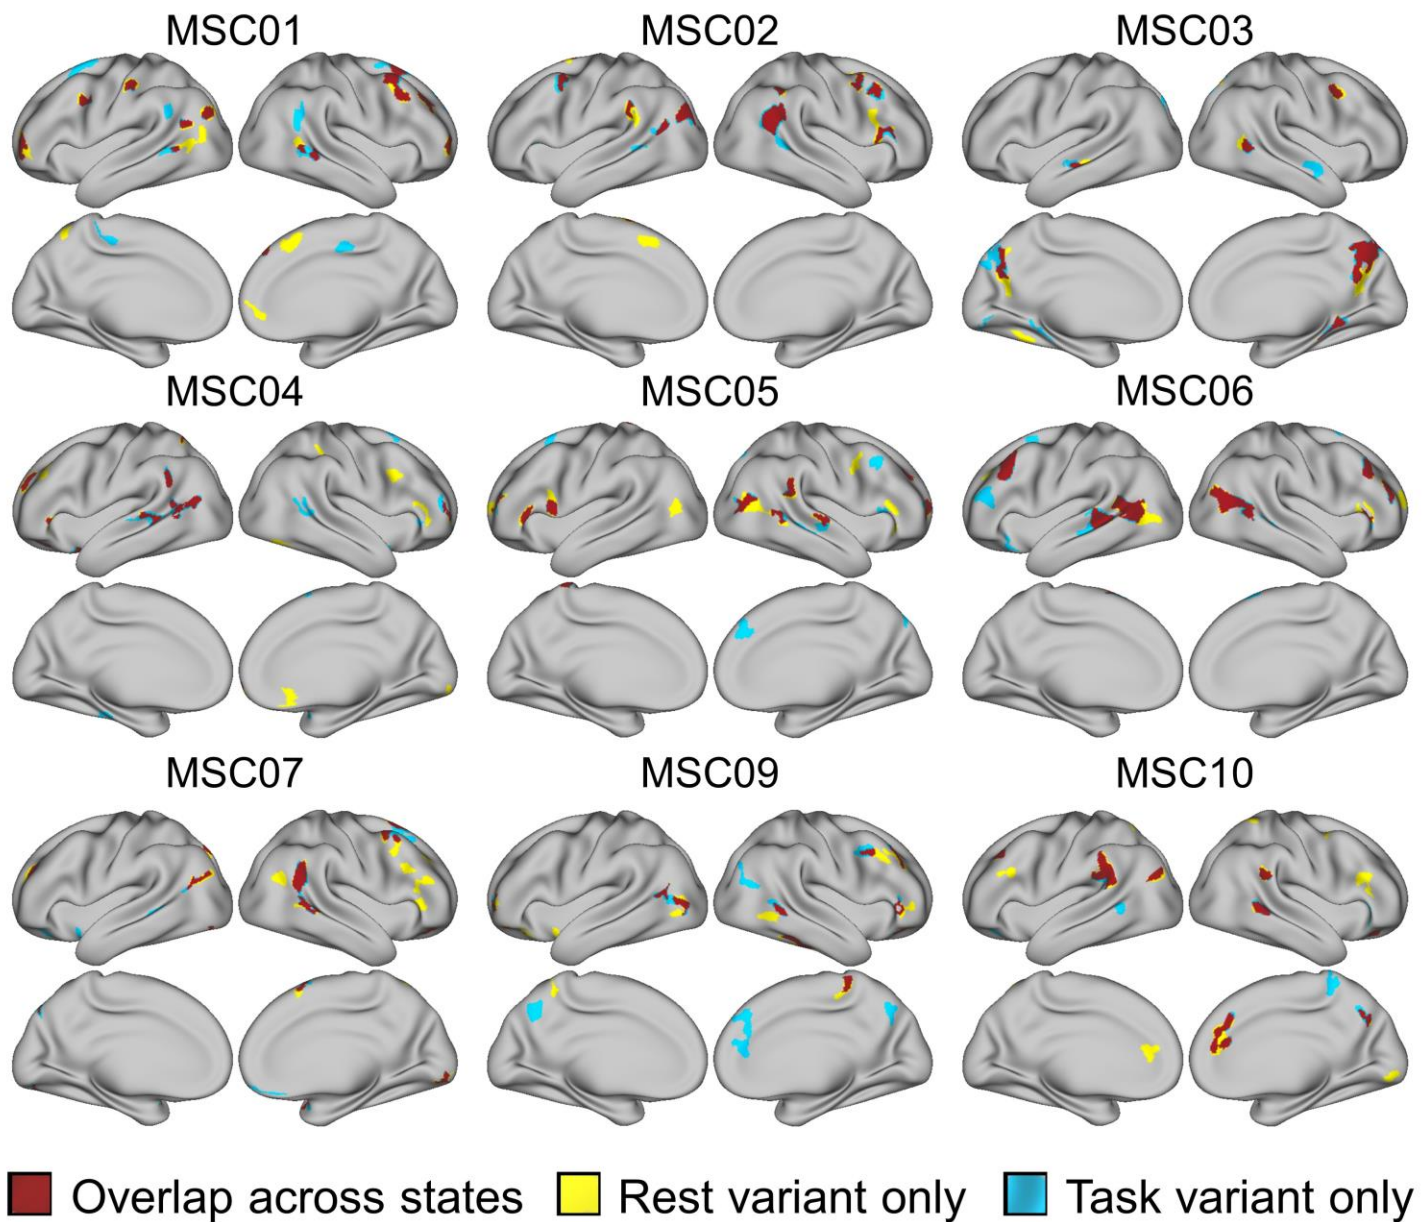 MSC01 MSC02 MSC03
MSC04 MSC05 MSC06
MSC07 MSC09 MSC10
Overlap across states Rest variant only Task variant only